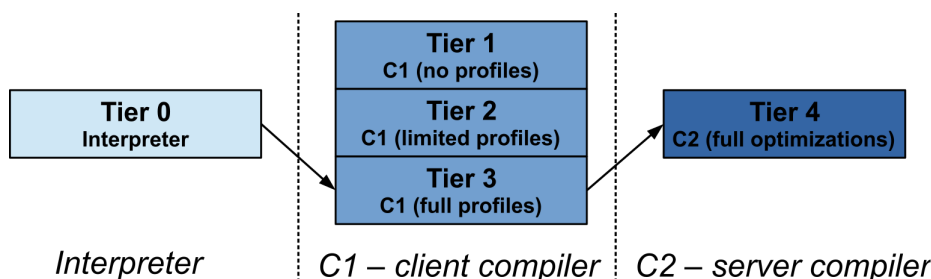 Tier 0
Interpreter
Tier 1
C1 (no profiles)
Tier 2
C1 (limited profiles)
Tier 3
C1 (full profiles)
Tier 4
C2 (full optimizations)
Interpreter
C1 – client compiler
C2 – server compiler